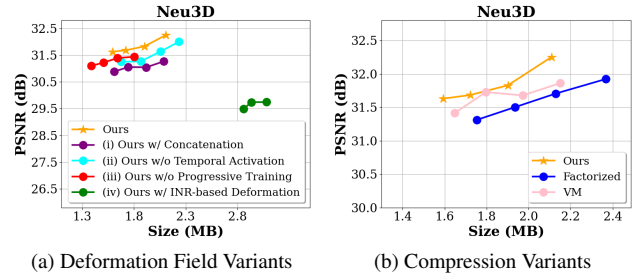 Neu3D
PSNR (dB)
32.5
31.5
30.5
29.5
28.5
27.5
26.5
Ours
(i) Ours w/ Concatenation
(ii) Ours w/o Temporal Activation
(iii) Ours w/o Progressive Training
(iv) Ours w/ INR-based Deformation
1.3 1.8 2.3 2.8
Size (MB)
(a) Deformation Field Variants
Neu3D
PSNR (dB)
32.5
32.0
31.5
31.0
30.5
30.0
Ours
Factorized
VM
1.4 1.6 1.8 2.0 2.2 2.4
Size (MB)
(b) Compression Variants